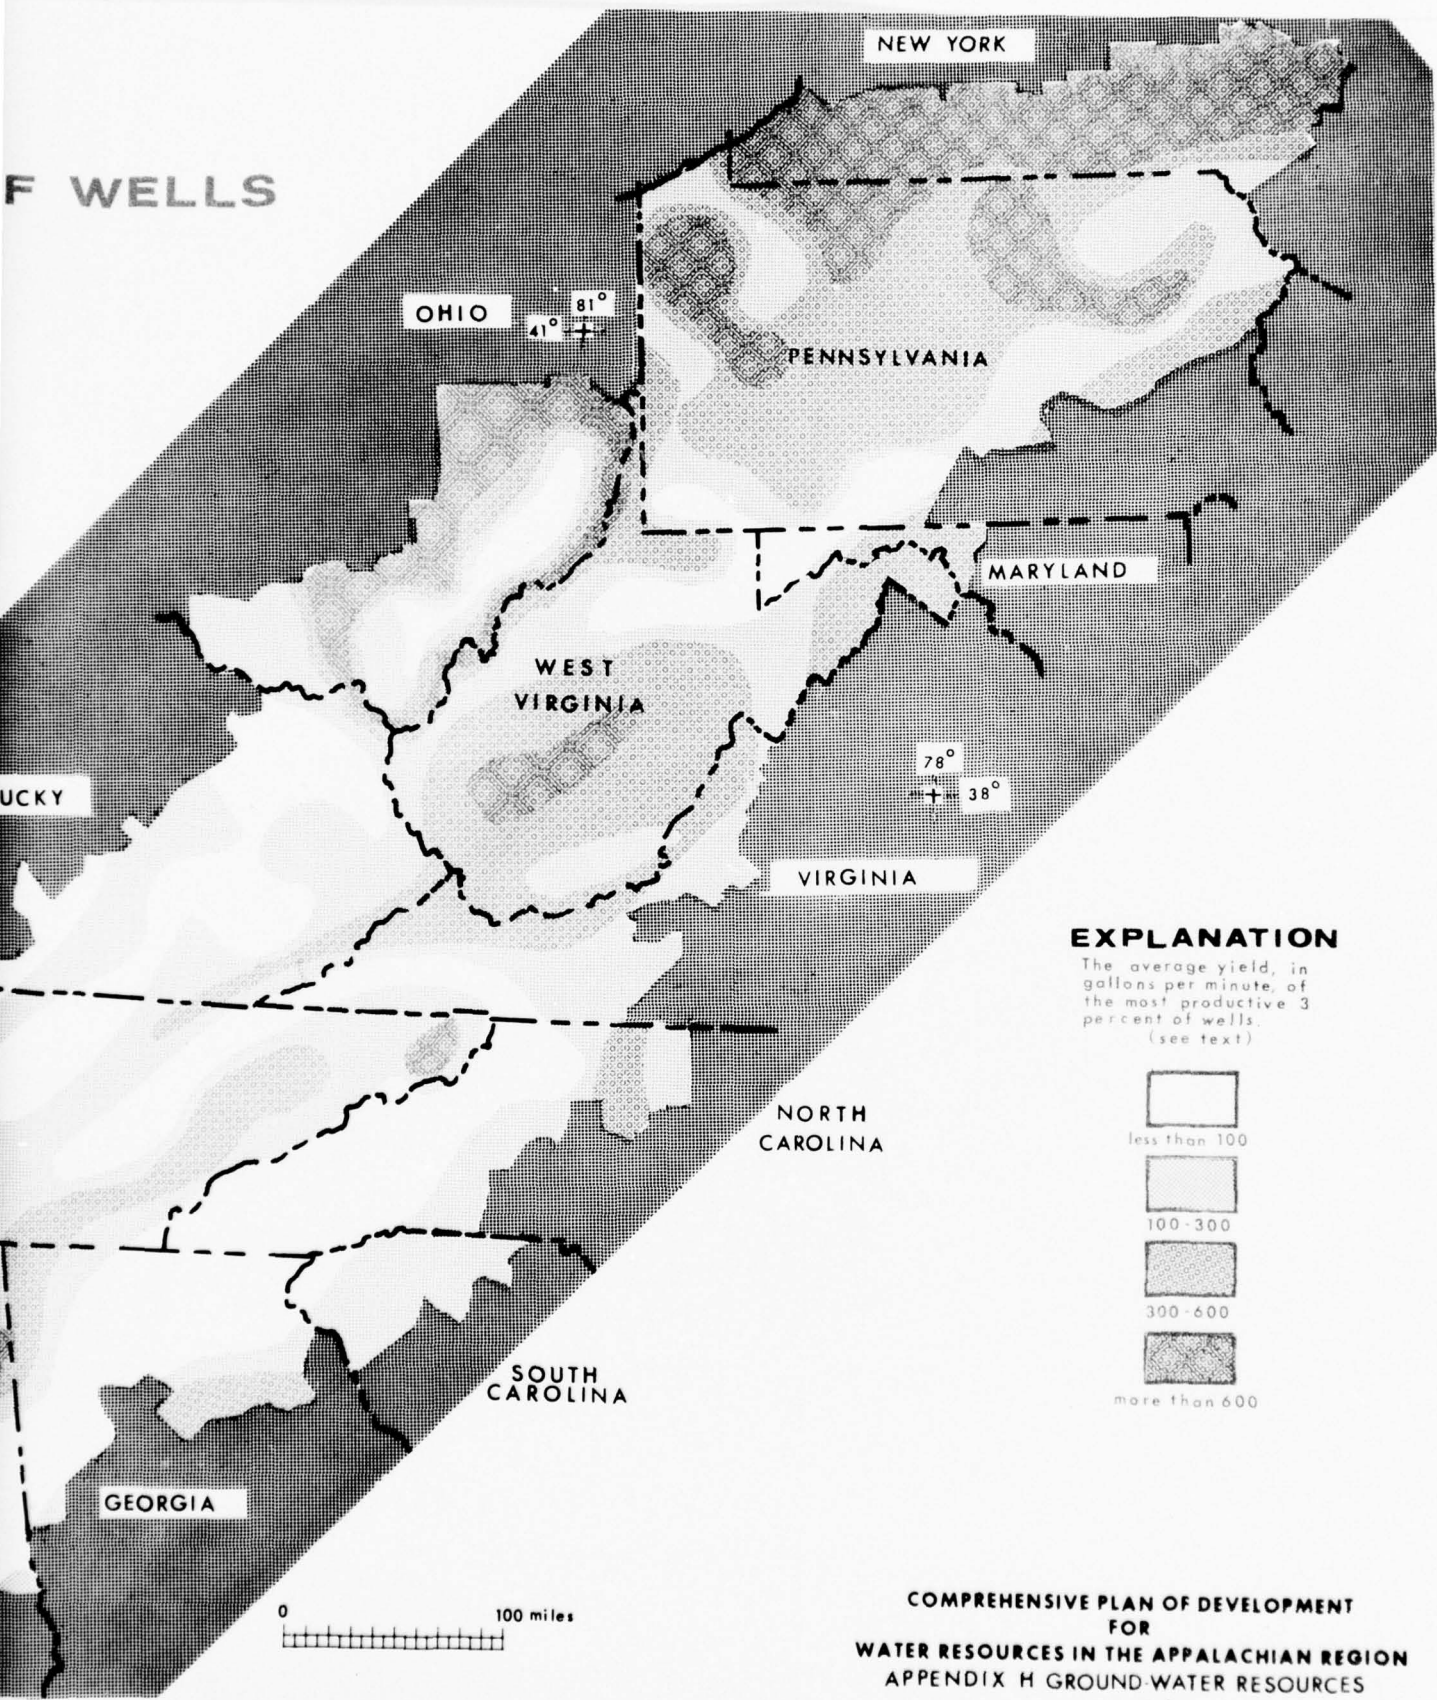 NEW YORK
F WELLS
OHIO
81°
41°
PENNSYLVANIA
MARYLAND
WEST
VIRGINIA
78°
38°
UCKY
VIRGINIA
EXPLANATION
The average yield, in
gallons per minute, of
the most productive 3
percent of wells.
(see text)
less than 100
100-300
300-600
more than 600
NORTH
CAROLINA
SOUTH
CAROLINA
GEORGIA
0
100 miles
COMPREHENSIVE PLAN OF DEVELOPMENT
FOR
WATER RESOURCES IN THE APPALACHIAN REGION
APPENDIX H GROUND-WATER RESOURCES